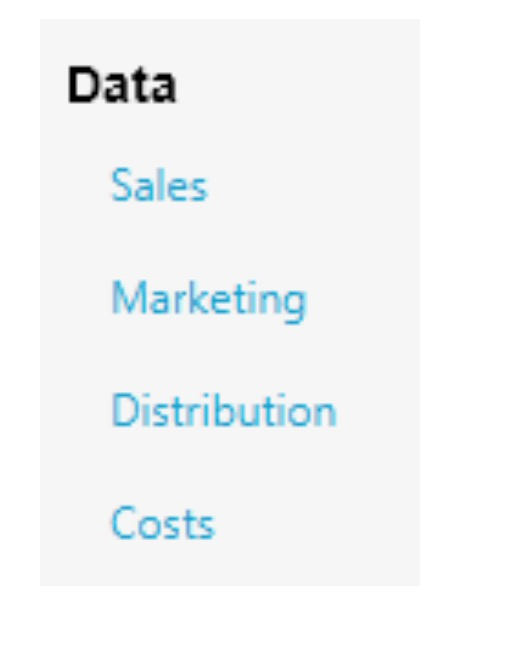 Data
Sales
Marketing
Distribution
Costs